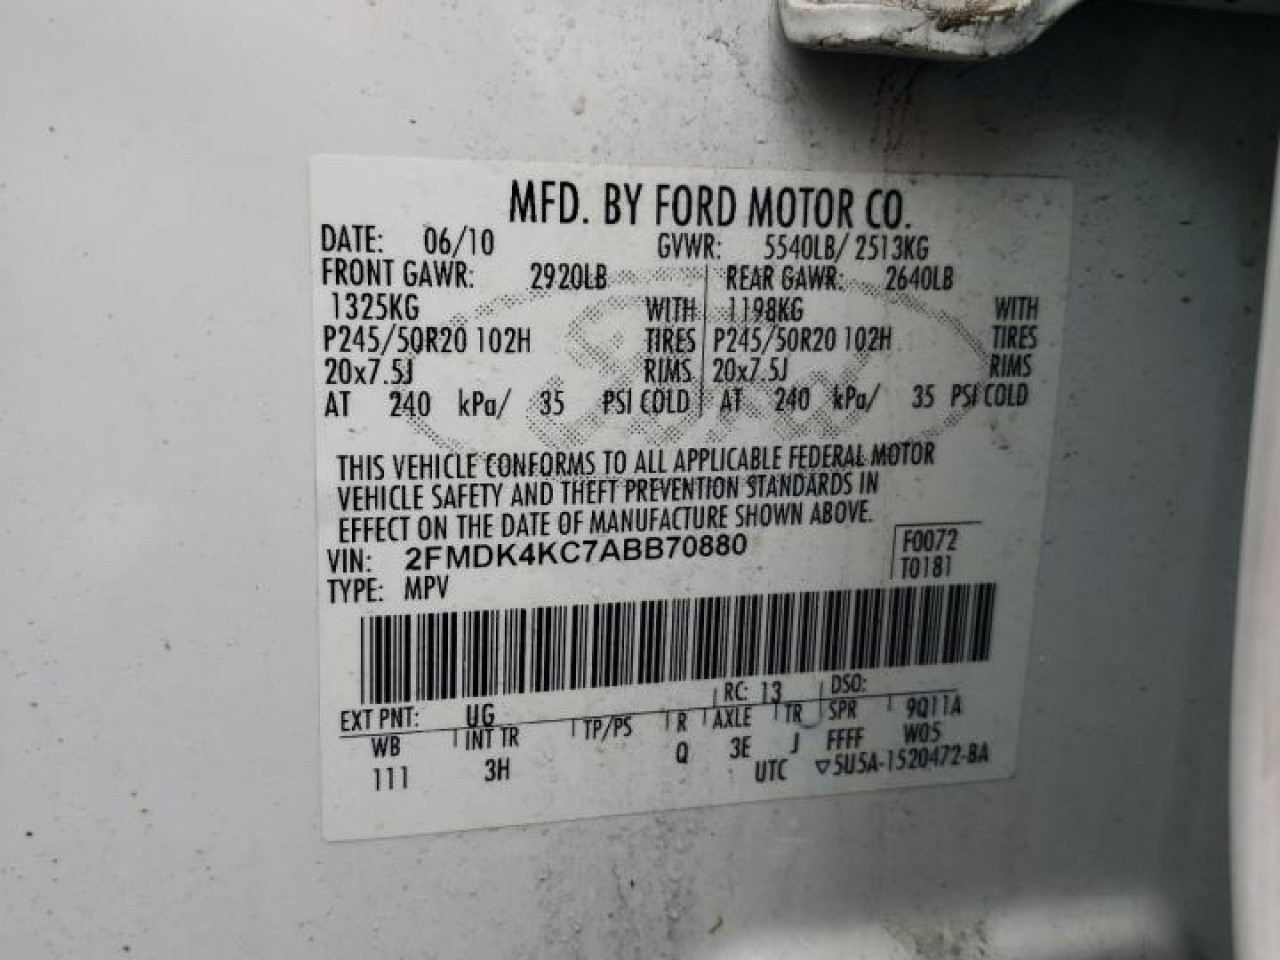 MFD. BY FORD MOTOR CO.
DATE: 06/10 GVWR: 5540LB/ 2513KG
FRONT GAWR: 2920LB REAR GAWR: 2640LB
1325KG WITH 1198KG WITH
P245/50R20 102H TIRES P245/50R20 102H TIRES
20x7.5J RIMS 20x7.5J RIMS
AT 240 kPa/ 35 PSI COLD AT 240 kPa/ 35 PSI COLD
THIS VEHICLE CONFORMS TO ALL APPLICABLE FEDERAL MOTOR
VEHICLE SAFETY AND THEFT PREVENTION STANDARDS IN
EFFECT ON THE DATE OF MANUFACTURE SHOWN ABOVE.
VIN: 2FMDK4KC7ABB70880 F0072
TYPE: MPV T0181
EXT PNT: UG RC: 13 DSO:
WB INT TR TP/PS R AXLE TR SPR 9Q11A
111 3H Q 3E J FFFF W05
UTC ▽5U5A-1520472-BA
Ford